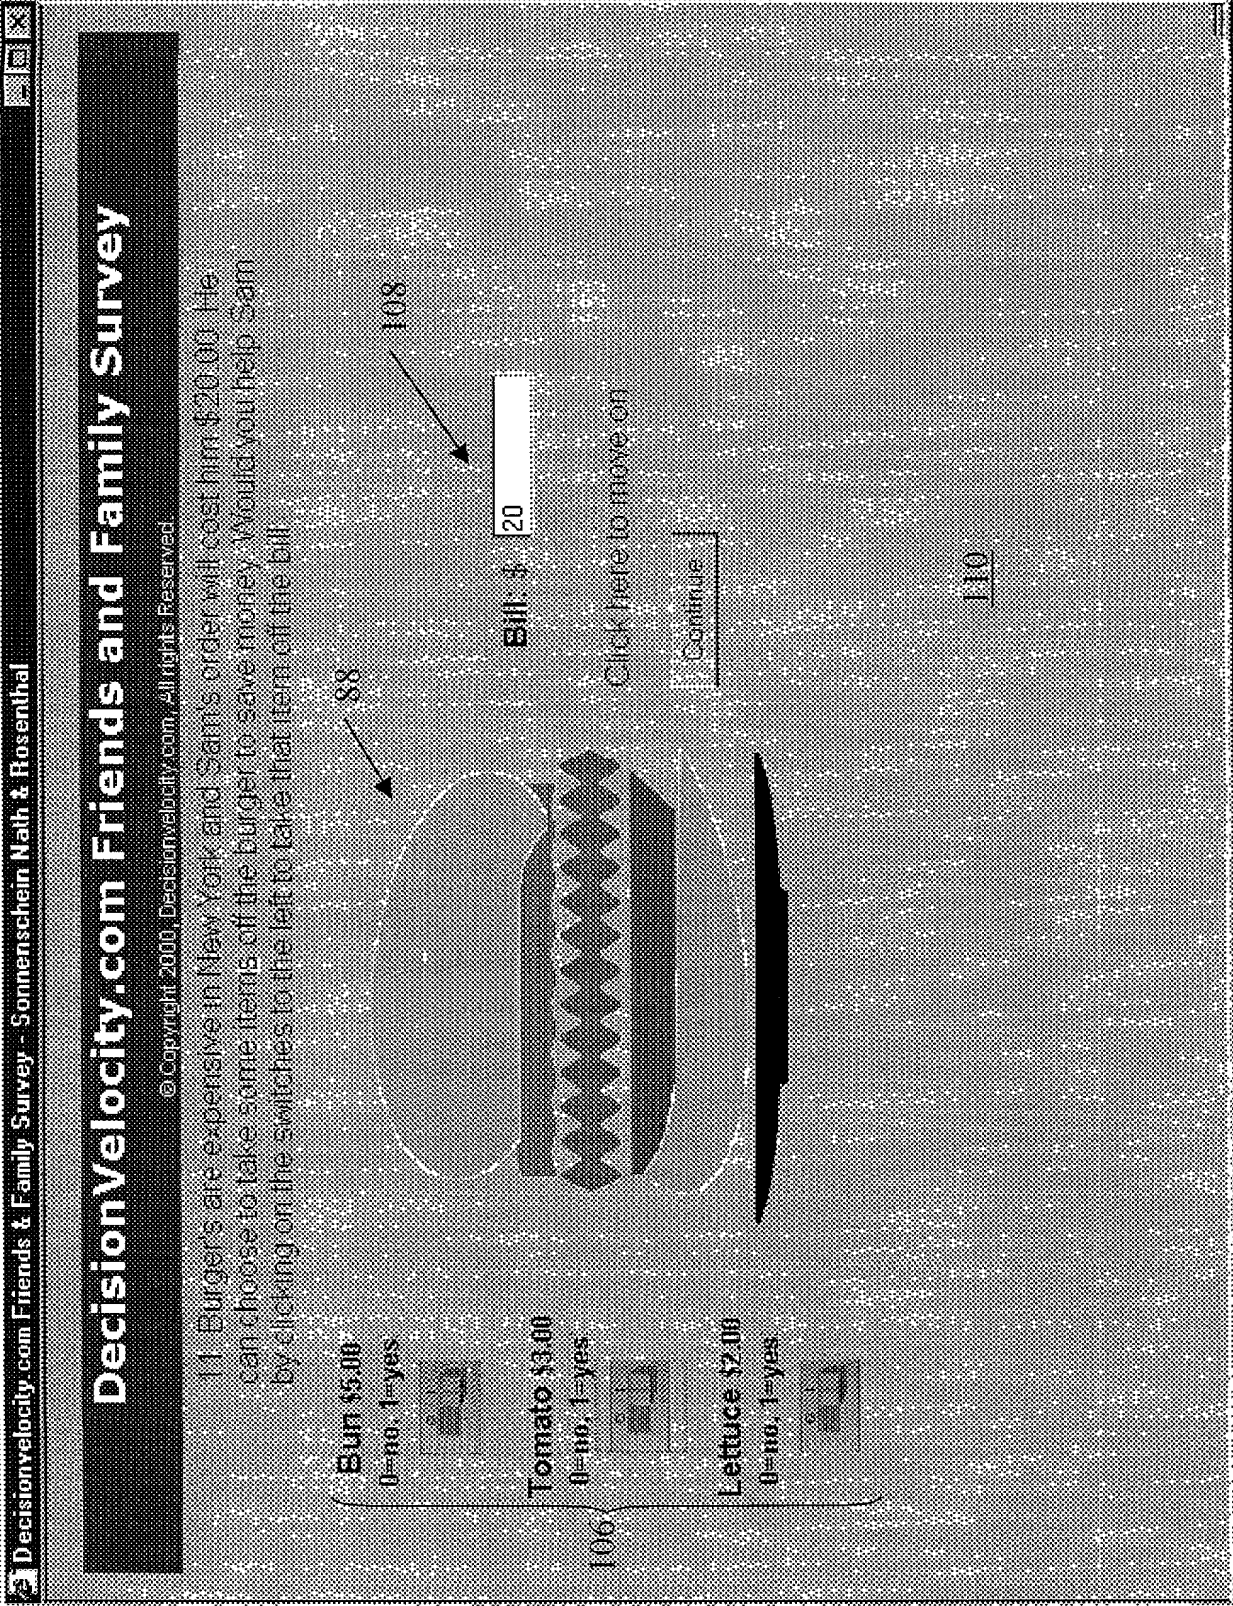 Decisionvelocity.com Friends & Family Survey - Sonnenschein Nath & Rosenthal
DecisionVelocity.com Friends and Family Survey
© Copyright 2000, Decisionvelocity.com, All rights Reserved
11. Burger's are expensive in New York and Sam's order will cost him $20.00. He
can choose to take some items off the burger to save money. Would you help Sam
by clicking on the switches to the left to take that item off the bill
Bun $5.00
0=no, 1=yes
88
108
Tomato $3.00
0=no, 1=yes
Bill: $ 20
106
Click here to move on
Lettuce $2.00
0=no, 1=yes
Continue
110